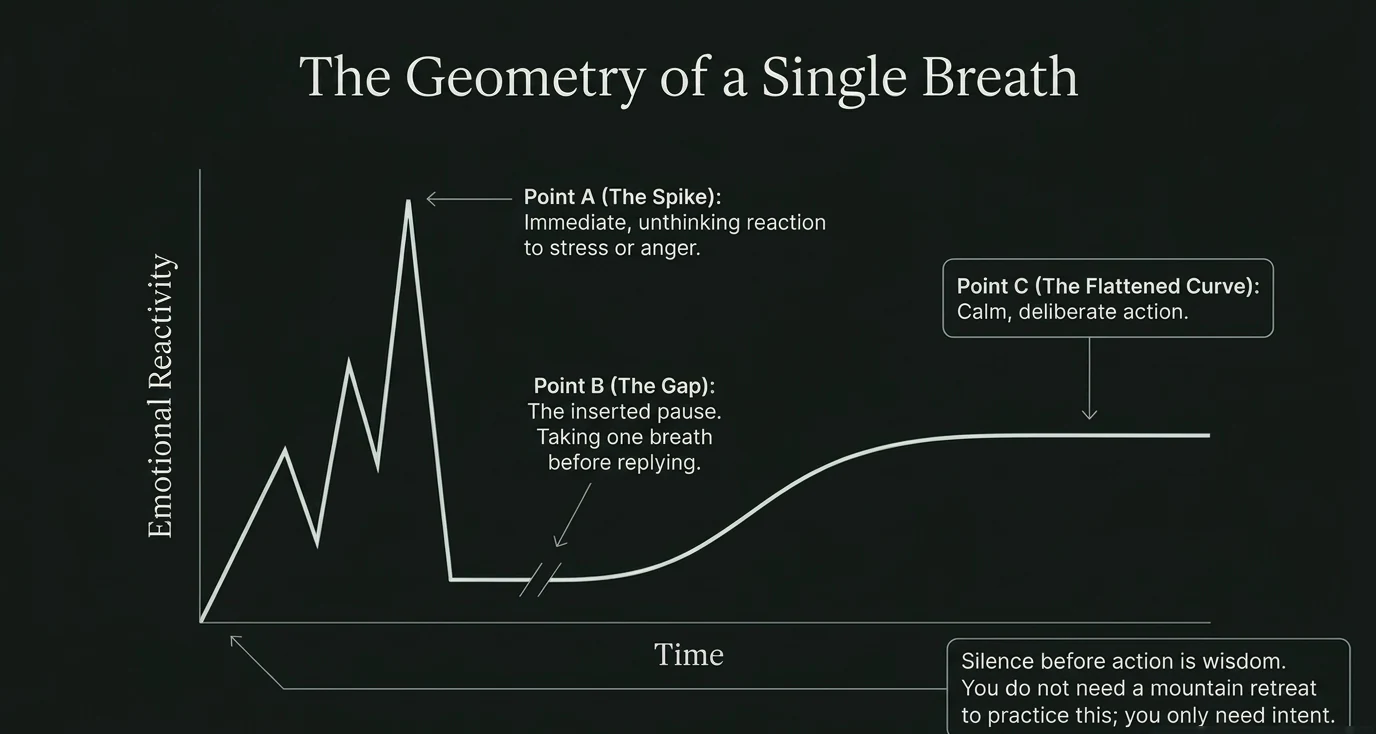 The Geometry of a Single Breath
Emotional Reactivity
Point A (The Spike):
Immediate, unthinking reaction
to stress or anger.
Point B (The Gap):
The inserted pause.
Taking one breath
before replying.
Point C (The Flattened Curve):
Calm, deliberate action.
Time
Silence before action is wisdom.
You do not need a mountain retreat
to practice this; you only need intent.